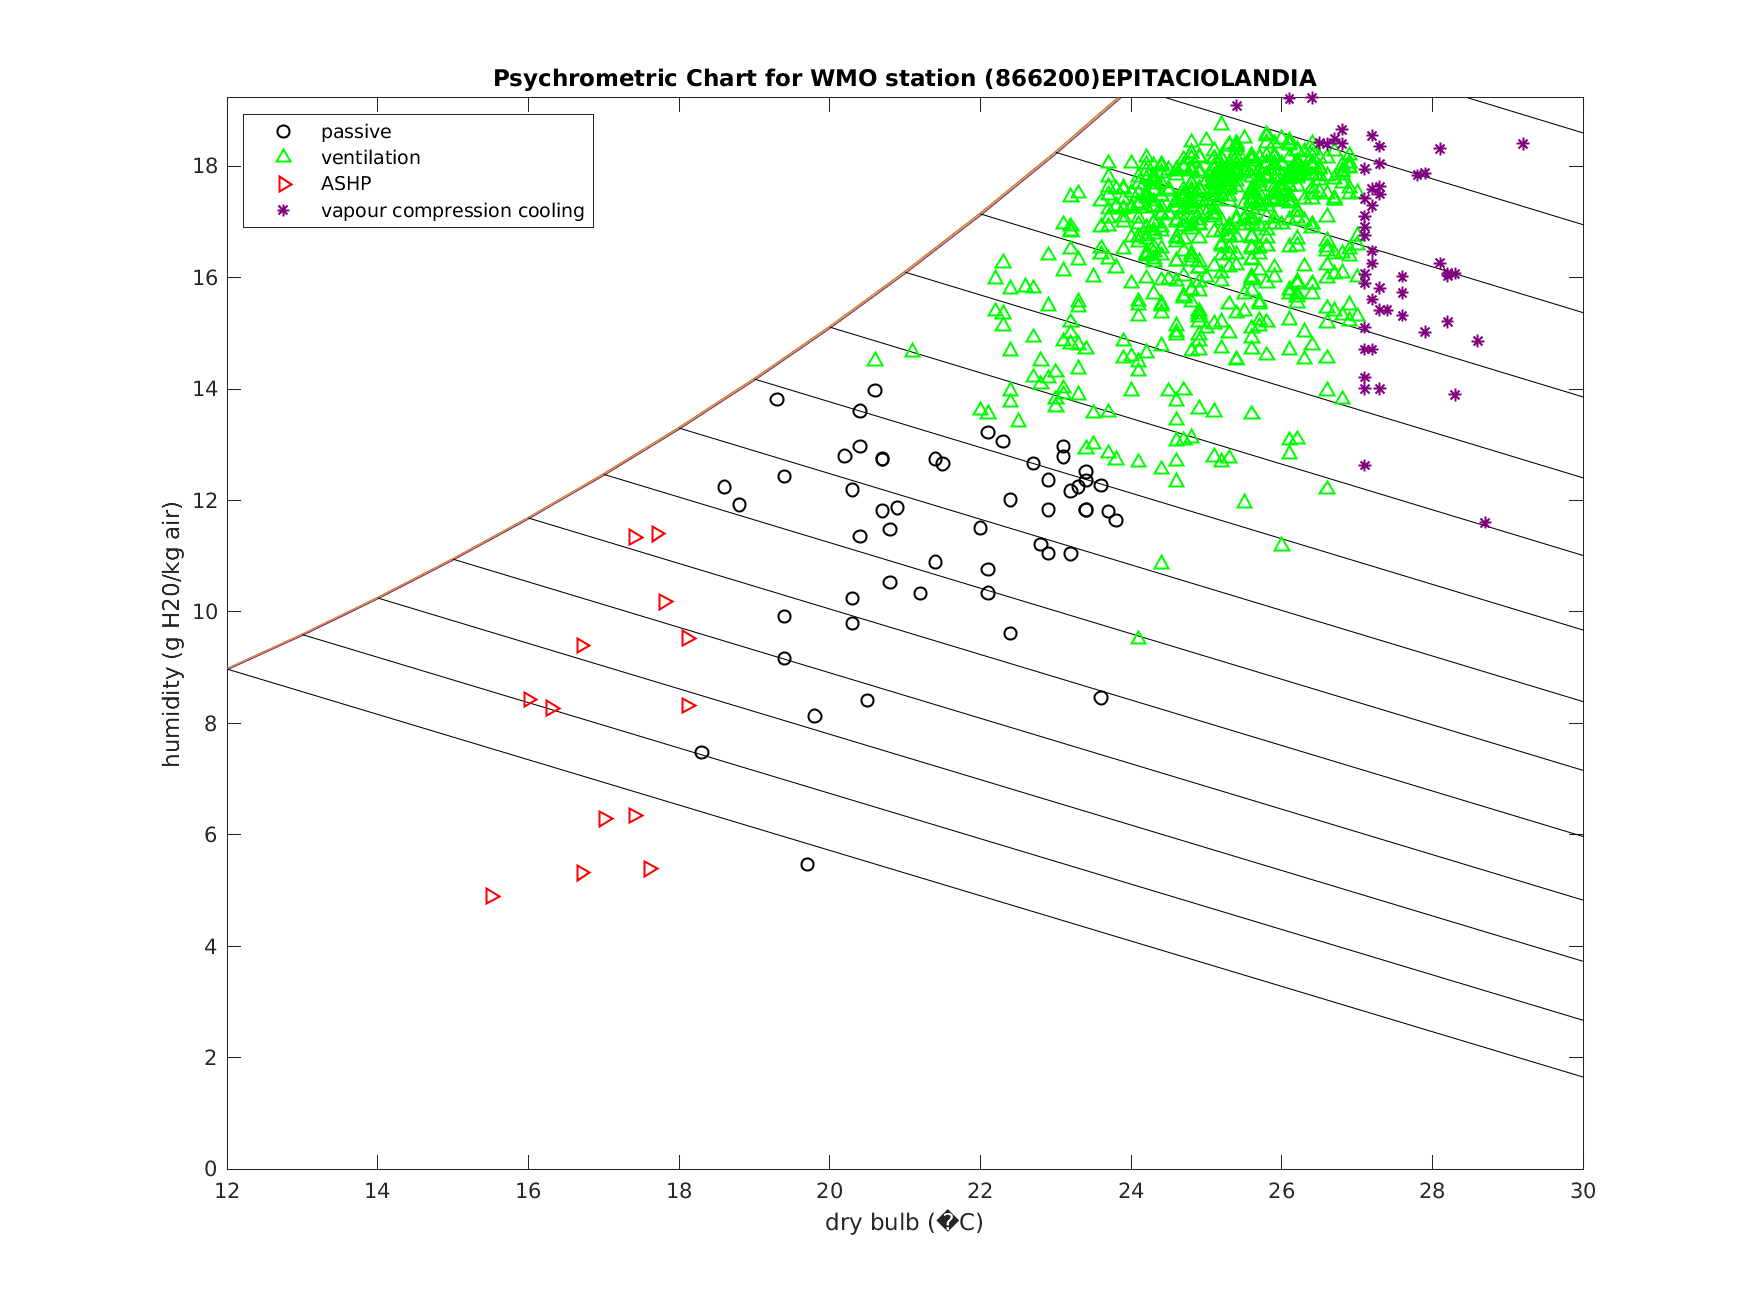 Psychrometric Chart for WMO station (866200)EPITACIOLANDIA
passive
ventilation
ASHP
vapour compression cooling
humidity (g H20/kg air)
18
16
14
12
10
8
6
4
2
0
12 14 16 18 20 22 24 26 28 30
dry bulb (�C)